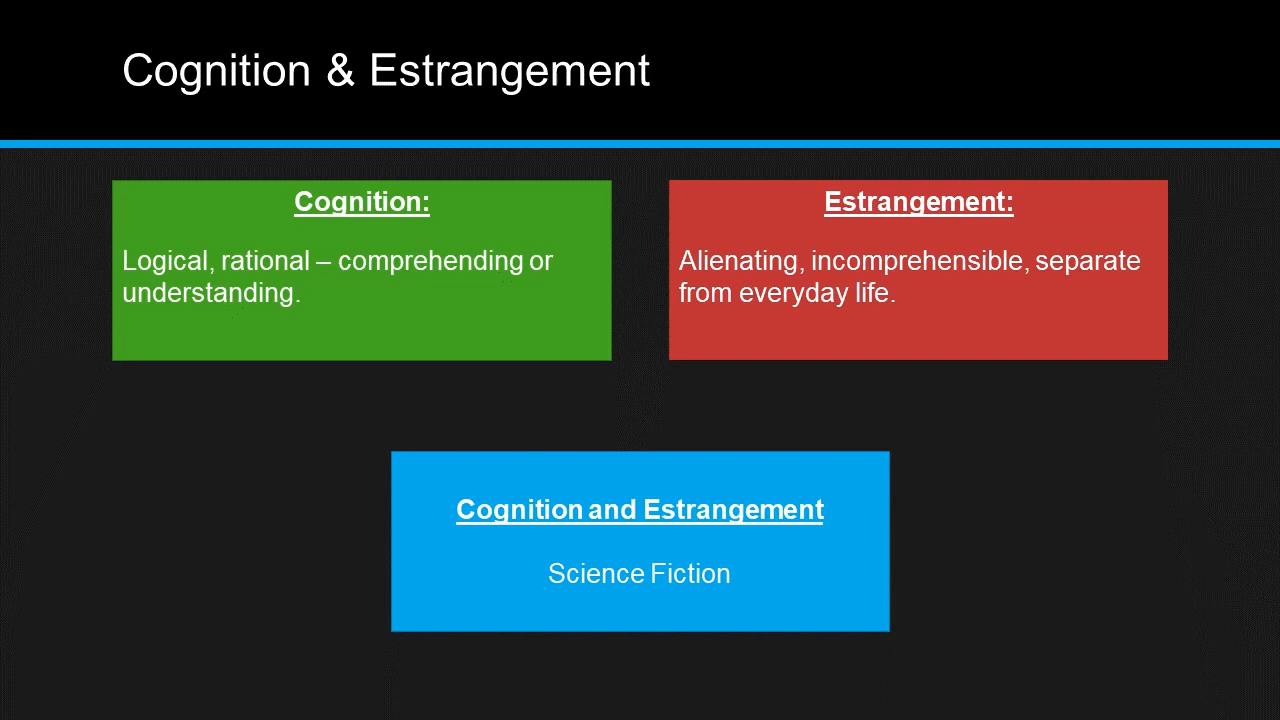 Cognition & Estrangement
Cognition:
Logical, rational – comprehending or
understanding.
Estrangement:
Alienating, incomprehensible, separate
from everyday life.
Cognition and Estrangement
Science Fiction